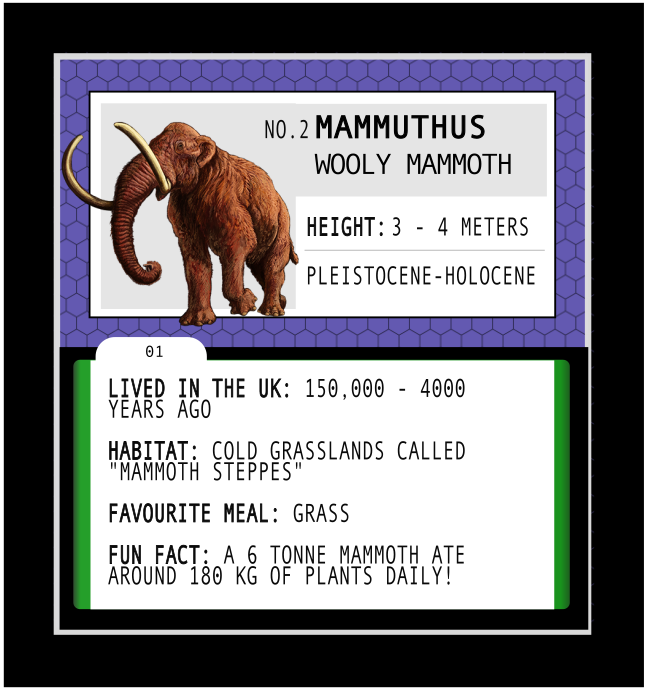 NO.2 MAMMUTHUS
WOOLY MAMMOTH
HEIGHT: 3 - 4 METERS
PLEISTOCENE-HOLOCENE
01
LIVED IN THE UK: 150,000 - 4000
YEARS AGO
HABITAT: COLD GRASSLANDS CALLED
"MAMMOTH STEPPES"
FAVOURITE MEAL: GRASS
FUN FACT: A 6 TONNE MAMMOTH ATE
AROUND 180 KG OF PLANTS DAILY!